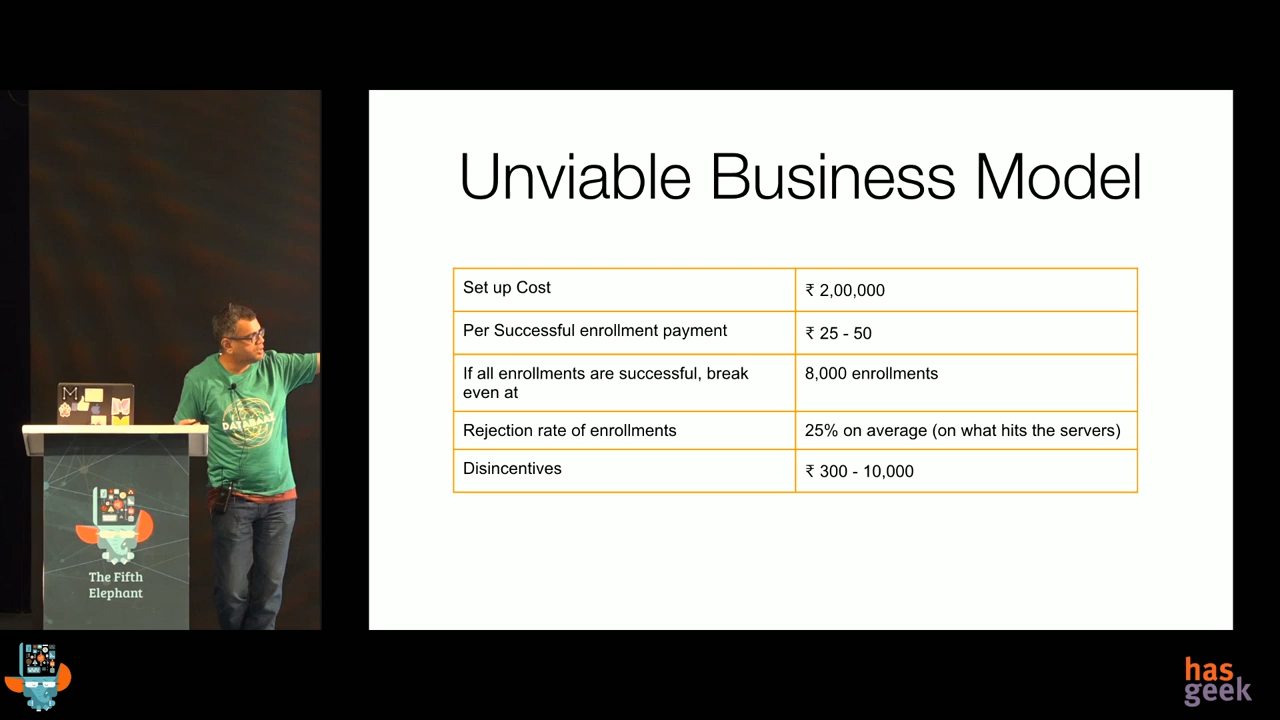 Unviable Business Model
Set up Cost
₹ 2,00,000
Per Successful enrollment payment
₹ 25 - 50
If all enrollments are successful, break
even at
8,000 enrollments
Rejection rate of enrollments
25% on average (on what hits the servers)
Disincentives
₹ 300 - 10,000
DATABAAZ
M
The Fifth
Elephant
has
geek